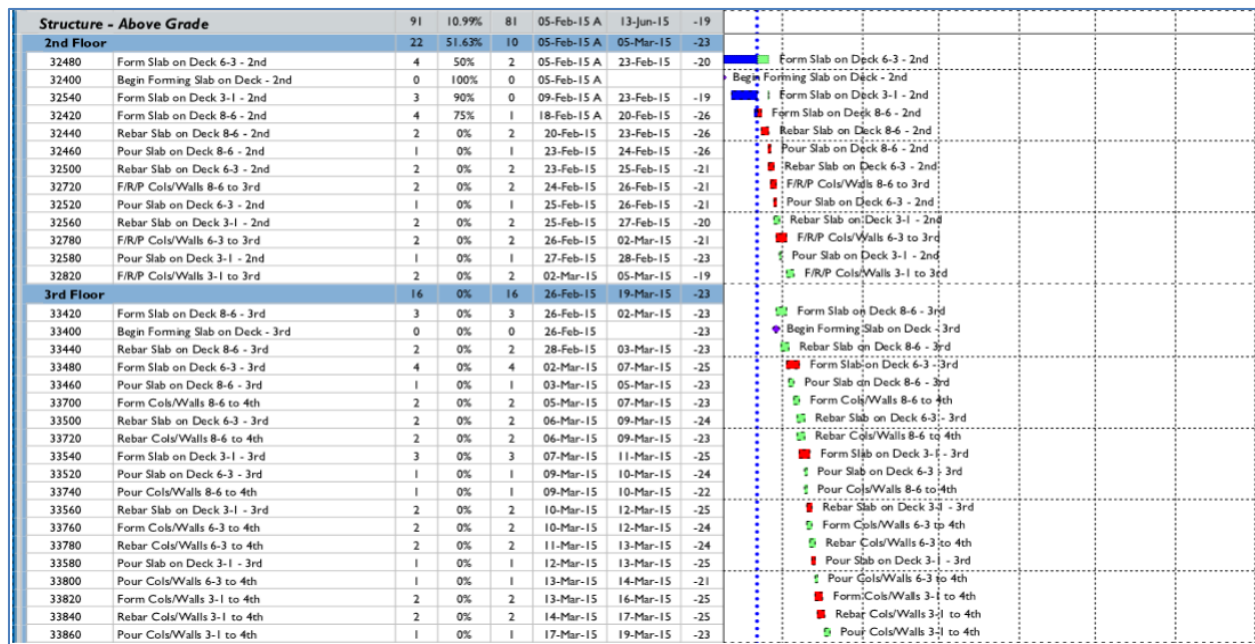 Structure - Above Grade 91 10.99% 81 05-Feb-15 A 13-Jun-15 -19
2nd Floor 22 51.63% 10 05-Feb-15 A 05-Mar-15 -23
32480 Form Slab on Deck 6-3 - 2nd 4 50% 2 05-Feb-15 A 23-Feb-15 -20 Form Slab on Deck 6-3 - 2nd
32400 Begin Forming Slab on Deck - 2nd 0 100% 0 05-Feb-15 A Begin Forming Slab on Deck - 2nd
32540 Form Slab on Deck 3-1 - 2nd 3 90% 0 09-Feb-15 A 23-Feb-15 -19 Form Slab on Deck 3-1 - 2nd
32420 Form Slab on Deck 8-6 - 2nd 4 75% 1 18-Feb-15 A 20-Feb-15 -26 Form Slab on Deck 8-6 - 2nd
32440 Rebar Slab on Deck 8-6 - 2nd 2 0% 2 20-Feb-15 23-Feb-15 -26 Rebar Slab on Deck 8-6 - 2nd
32460 Pour Slab on Deck 8-6 - 2nd 1 0% 1 23-Feb-15 24-Feb-15 -26 Pour Slab on Deck 8-6 - 2nd
32500 Rebar Slab on Deck 6-3 - 2nd 2 0% 2 23-Feb-15 25-Feb-15 -21 Rebar Slab on Deck 6-3 - 2nd
32720 F/R/P Cols/Walls 8-6 to 3rd 2 0% 2 24-Feb-15 26-Feb-15 -21 F/R/P Cols/Walls 8-6 to 3rd
32520 Pour Slab on Deck 6-3 - 2nd 1 0% 1 25-Feb-15 26-Feb-15 -21 Pour Slab on Deck 6-3 - 2nd
32560 Rebar Slab on Deck 3-1 - 2nd 2 0% 2 25-Feb-15 27-Feb-15 -20 Rebar Slab on Deck 3-1 - 2nd
32780 F/R/P Cols/Walls 6-3 to 3rd 2 0% 2 26-Feb-15 02-Mar-15 -21 F/R/P Cols/Walls 6-3 to 3rd
32580 Pour Slab on Deck 3-1 - 2nd 1 0% 1 27-Feb-15 28-Feb-15 -23 Pour Slab on Deck 3-1 - 2nd
32820 F/R/P Cols/Walls 3-1 to 3rd 2 0% 2 02-Mar-15 05-Mar-15 -19 F/R/P Cols/Walls 3-1 to 3rd
3rd Floor 16 0% 16 26-Feb-15 19-Mar-15 -23
33420 Form Slab on Deck 8-6 - 3rd 3 0% 3 26-Feb-15 02-Mar-15 -23 Form Slab on Deck 8-6 - 3rd
33400 Begin Forming Slab on Deck - 3rd 0 0% 0 26-Feb-15 -23 Begin Forming Slab on Deck - 3rd
33440 Rebar Slab on Deck 8-6 - 3rd 2 0% 2 28-Feb-15 03-Mar-15 -23 Rebar Slab on Deck 8-6 - 3rd
33480 Form Slab on Deck 6-3 - 3rd 4 0% 4 02-Mar-15 07-Mar-15 -25 Form Slab on Deck 6-3 - 3rd
33460 Pour Slab on Deck 8-6 - 3rd 1 0% 1 03-Mar-15 05-Mar-15 -23 Pour Slab on Deck 8-6 - 3rd
33700 Form Cols/Walls 8-6 to 4th 2 0% 2 05-Mar-15 07-Mar-15 -23 Form Cols/Walls 8-6 to 4th
33500 Rebar Slab on Deck 6-3 - 3rd 2 0% 2 06-Mar-15 09-Mar-15 -24 Rebar Slab on Deck 6-3 - 3rd
33720 Rebar Cols/Walls 8-6 to 4th 2 0% 2 06-Mar-15 09-Mar-15 -23 Rebar Cols/Walls 8-6 to 4th
33540 Form Slab on Deck 3-1 - 3rd 3 0% 3 07-Mar-15 11-Mar-15 -25 Form Slab on Deck 3-1 - 3rd
33520 Pour Slab on Deck 6-3 - 3rd 1 0% 1 09-Mar-15 10-Mar-15 -24 Pour Slab on Deck 6-3 - 3rd
33740 Pour Cols/Walls 8-6 to 4th 1 0% 1 09-Mar-15 10-Mar-15 -22 Pour Cols/Walls 8-6 to 4th
33560 Rebar Slab on Deck 3-1 - 3rd 2 0% 2 10-Mar-15 12-Mar-15 -25 Rebar Slab on Deck 3-1 - 3rd
33760 Form Cols/Walls 6-3 to 4th 2 0% 2 10-Mar-15 12-Mar-15 -24 Form Cols/Walls 6-3 to 4th
33780 Rebar Cols/Walls 6-3 to 4th 2 0% 2 11-Mar-15 13-Mar-15 -24 Rebar Cols/Walls 6-3 to 4th
33580 Pour Slab on Deck 3-1 - 3rd 1 0% 1 12-Mar-15 13-Mar-15 -25 Pour Slab on Deck 3-1 - 3rd
33800 Pour Cols/Walls 6-3 to 4th 1 0% 1 13-Mar-15 14-Mar-15 -21 Pour Cols/Walls 6-3 to 4th
33820 Form Cols/Walls 3-1 to 4th 2 0% 2 13-Mar-15 16-Mar-15 -25 Form Cols/Walls 3-1 to 4th
33840 Rebar Cols/Walls 3-1 to 4th 2 0% 2 14-Mar-15 17-Mar-15 -25 Rebar Cols/Walls 3-1 to 4th
33860 Pour Cols/Walls 3-1 to 4th 1 0% 1 17-Mar-15 19-Mar-15 -23 Pour Cols/Walls 3-1 to 4th